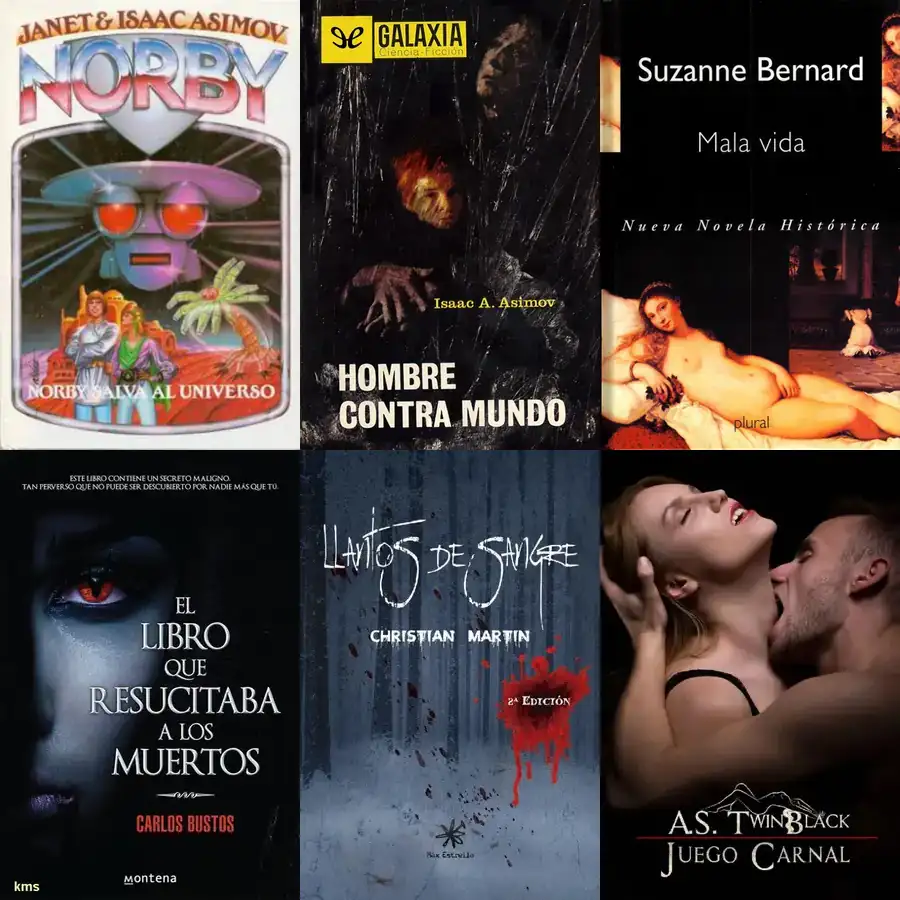 JANET & ISAAC ASIMOV
NORBY
NORBY SALVA AL UNIVERSO
GALAXIA
Ciencia-Ficción
Isaac A. Asimov
HOMBRE
CONTRA MUNDO
Suzanne Bernard
Mala vida
Nueva Novela Histórica
plural
ESTE LIBRO CONTIENE UN SECRETO MALIGNO.
TAN PERVERSO QUE NO PUEDE SER DESCUBIERTO POR NADIE MÁS QUE TÚ.
EL
LIBRO
QUE
RESUCITABA
A LOS
MUERTOS
CARLOS BUSTOS
montena
kms
LLANTOS DE SANGRE
CHRISTIAN MARTIN
2ª EDICIÓN
A.S. TWINBLACK
JUEGO CARNAL